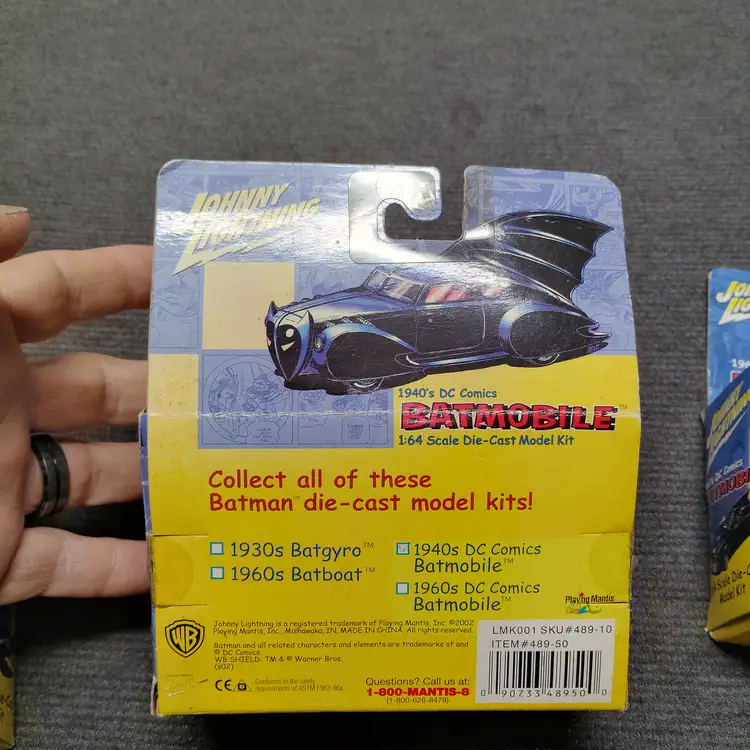 JOHNNY
LIGHTNING
1940's DC Comics
BATMOBILE™
1:64 Scale Die-Cast Model Kit
Collect all of these
Batman™ die-cast model kits!
1930s Batgyro™
1960s Batboat™
1940s DC Comics
Batmobile™
1960s DC Comics
Batmobile™
Playing Mantis
Johnny Lightning is a registered trademark of Playing Mantis, Inc. ©2002
Playing Mantis, Inc., Mishawaka, IN. MADE IN CHINA. All rights reserved.
Batman and all related characters and elements are trademarks of and
© DC Comics.
WB SHIELD: TM & © Warner Bros.
(s02)
WB
CE
Conforms to the safety
requirements of ASTM F963-96a.
Questions? Call us at:
1-800-MANTIS-8
(1-800-626-8478)
LMK001 SKU#489-10
ITEM#489-50
0 90733 48950 0